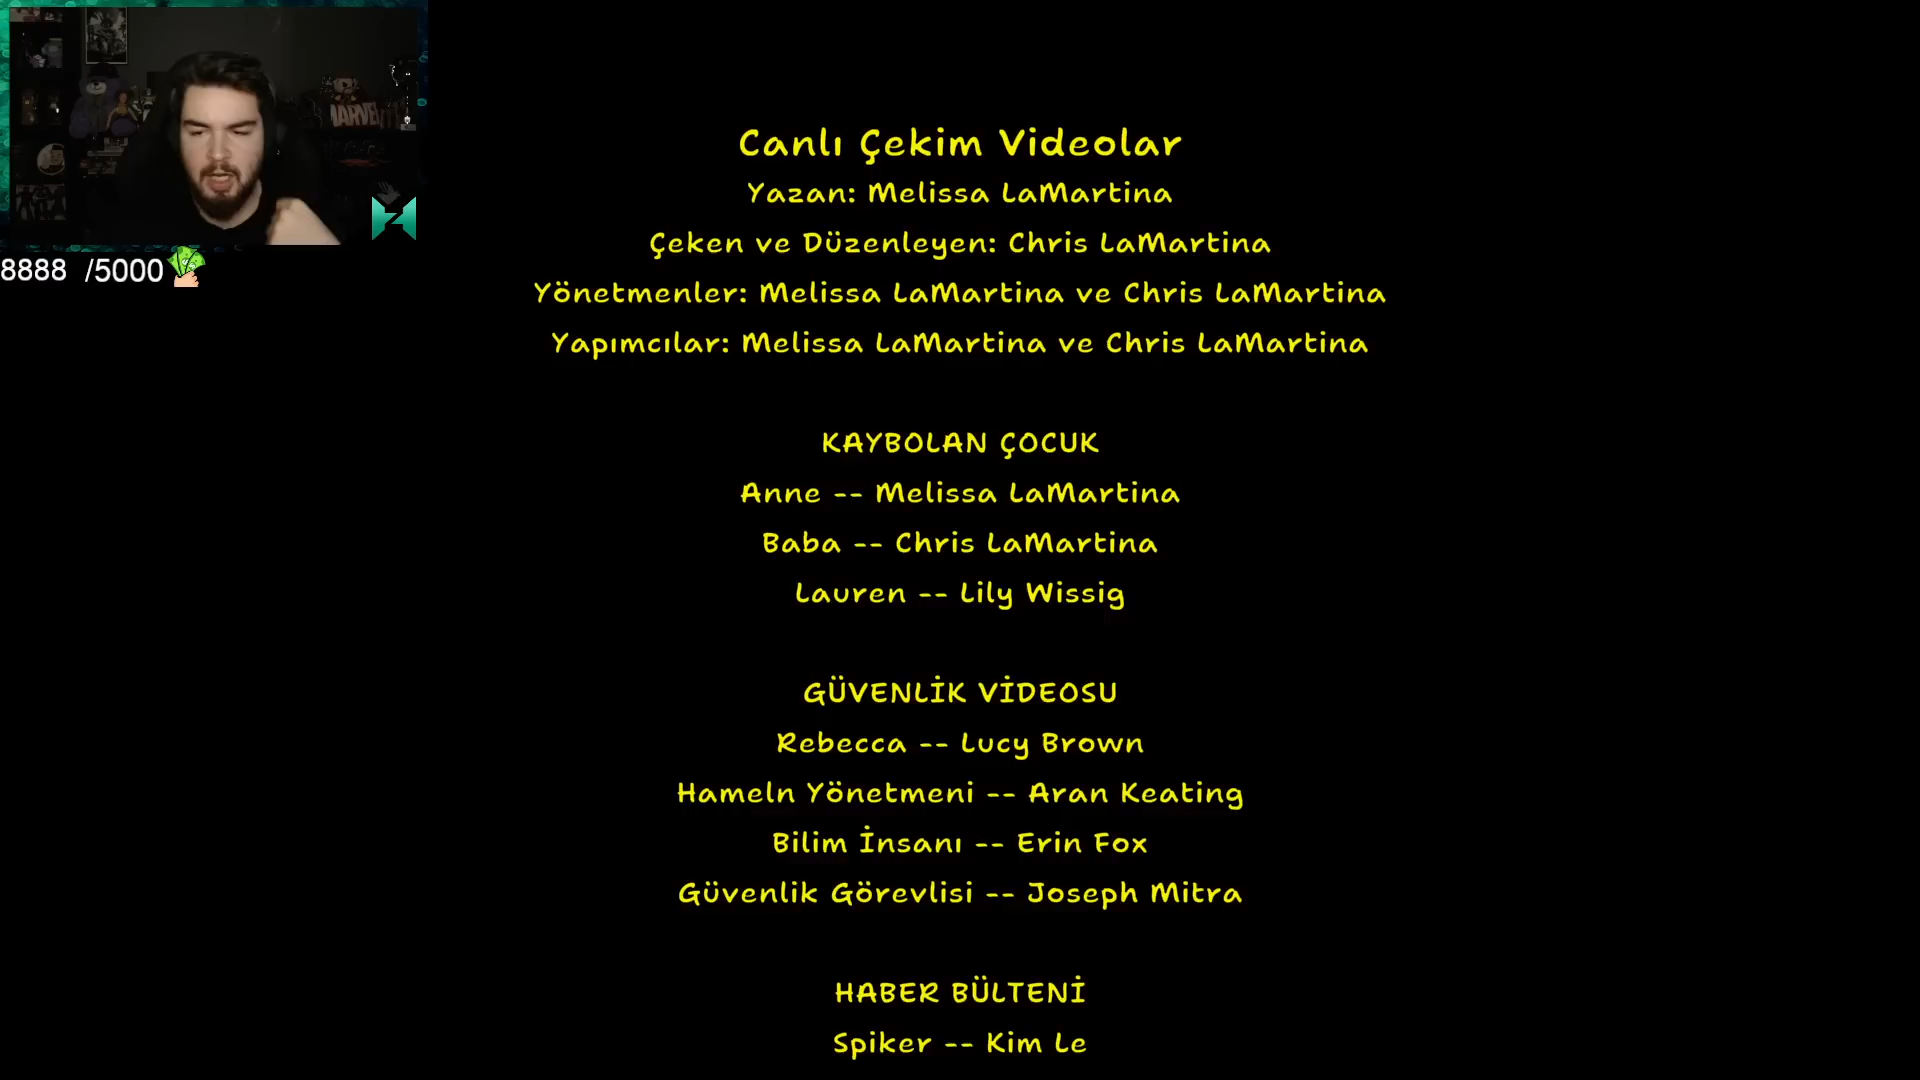 MARVEL
8888 /5000
Canlı Çekim Videolar
Yazan: Melissa LaMartina
Çeken ve Düzenleyen: Chris LaMartina
Yönetmenler: Melissa LaMartina ve Chris LaMartina
Yapımcılar: Melissa LaMartina ve Chris LaMartina
KAYBOLAN ÇOCUK
Anne -- Melissa LaMartina
Baba -- Chris LaMartina
Lauren -- Lily Wissig
GÜVENLİK VİDEOSU
Rebecca -- Lucy Brown
Hameln Yönetmeni -- Aran Keating
Bilim İnsanı -- Erin Fox
Güvenlik Görevlisi -- Joseph Mitra
HABER BÜLTENİ
Spiker -- Kim Le